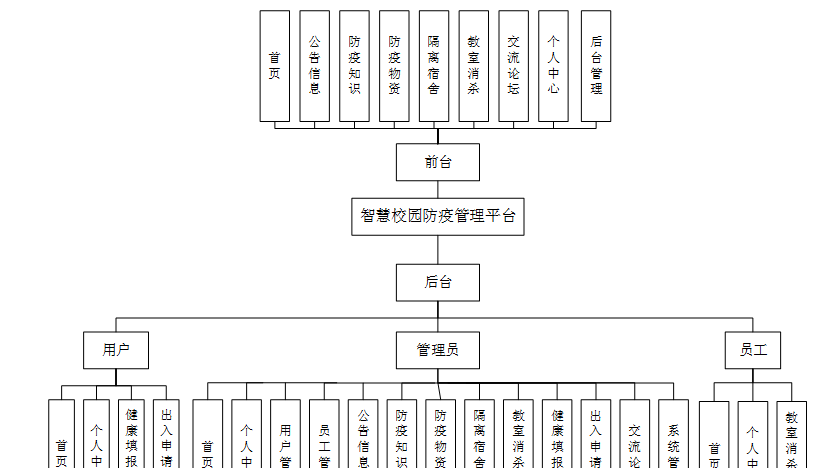 首页
公告信息
防疫知识
防疫物资
隔离宿舍
教室消杀
交流论坛
个人中心
后台管理
前台
智慧校园防疫管理平台
后台
用户
管理员
员工
首页
个人中
健康填报
出入申请
首页
个人中
用户管
员工管
公告信息
防疫知识
防疫物资
隔离宿舍
教室消杀
健康填报
出入申请
交流论
系统管
首页
个人中
教室消杀